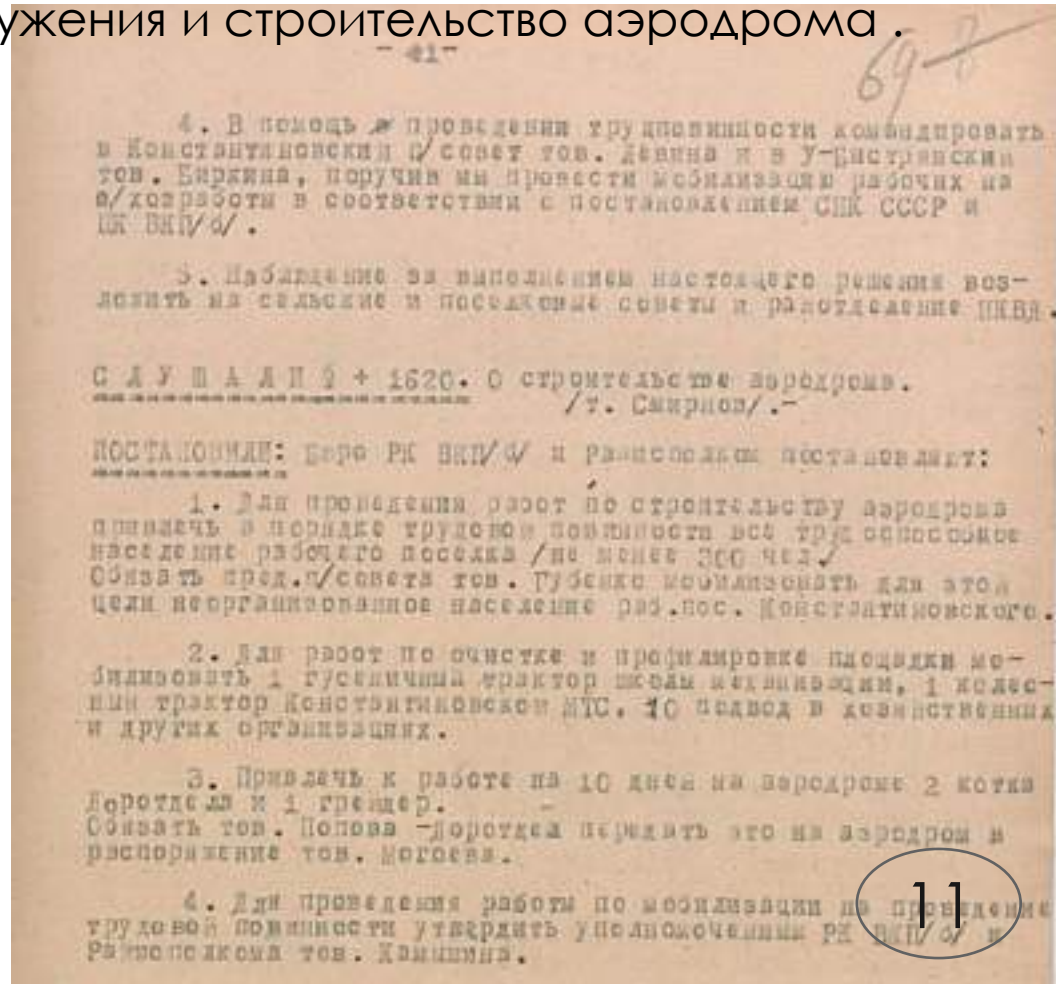 ужения и строительство аэродрома .
- 41-
69-8
4. В помощь в проведении трудповинности командировать
в Константиновский п/совет тов. Левина и в У-Быстрянский
тов. Биркина, поручив им провести мобилизацию рабочих на
с/хозработы в соответствии с постановлением СНК СССР и
ЦК ВКП/б/.
5. Наблюдение за выполнением настоящего решения воз-
ложить на сельские и поселковые советы и райотделение НКВД.
СЛУШАЛИ: 1620. О строительстве аэродрома.
/т. Смирнов/.-
ПОСТАНОВИЛИ: Бюро РК ВКП/б/ и Райисполком постановляет:
1. Для проведения работ по строительству аэродрома
привлечь в порядке трудовой повинности все трудоспособное
население рабочего поселка /не менее 300 чел./
Обязать пред.п/совета тов. Губенко мобилизовать для этой
цели неорганизованное население раб.пос. Константиновского.
2. Для работ по очистке и профилировке площадки мо-
билизовать 1 гусеничный трактор школы механизации, 1 колес-
ный трактор Константиновской МТС. 10 подвод в хозяйственных
и других организациях.
3. Привлечь к работе на 10 дней на аэродроме 2 котка
Доротдела и 1 грейдер.
Обязать тов. Попова -доротдел передать это на аэродром в
распоряжение тов. Могоева.
4. Для проведения работы по мобилизации на проведение
трудовой повинности утвердить уполномоченным РК ВКП/б/ и
Райисполкома тов. Камынина.
11